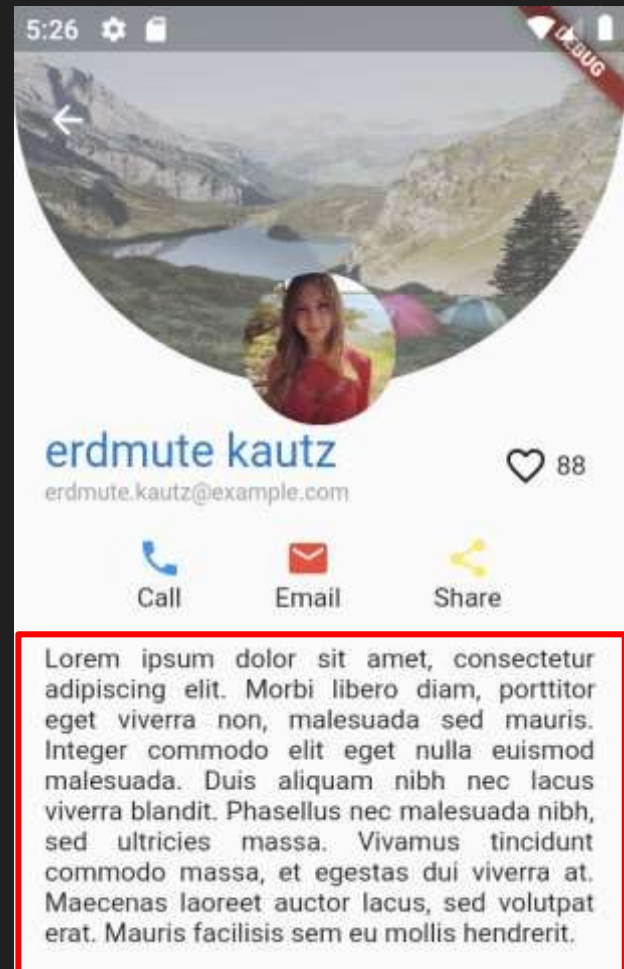 5:26
DEBUG
erdmute kautz
88
erdmute.kautz@example.com
Call Email Share
Lorem ipsum dolor sit amet, consectetur
adipiscing elit. Morbi libero diam, porttitor
eget viverra non, malesuada sed mauris.
Integer commodo elit eget nulla euismod
malesuada. Duis aliquam nibh nec lacus
viverra blandit. Phasellus nec malesuada nibh,
sed ultricies massa. Vivamus tincidunt
commodo massa, et egestas dui viverra at.
Maecenas laoreet auctor lacus, sed volutpat
erat. Mauris facilisis sem eu mollis hendrerit.